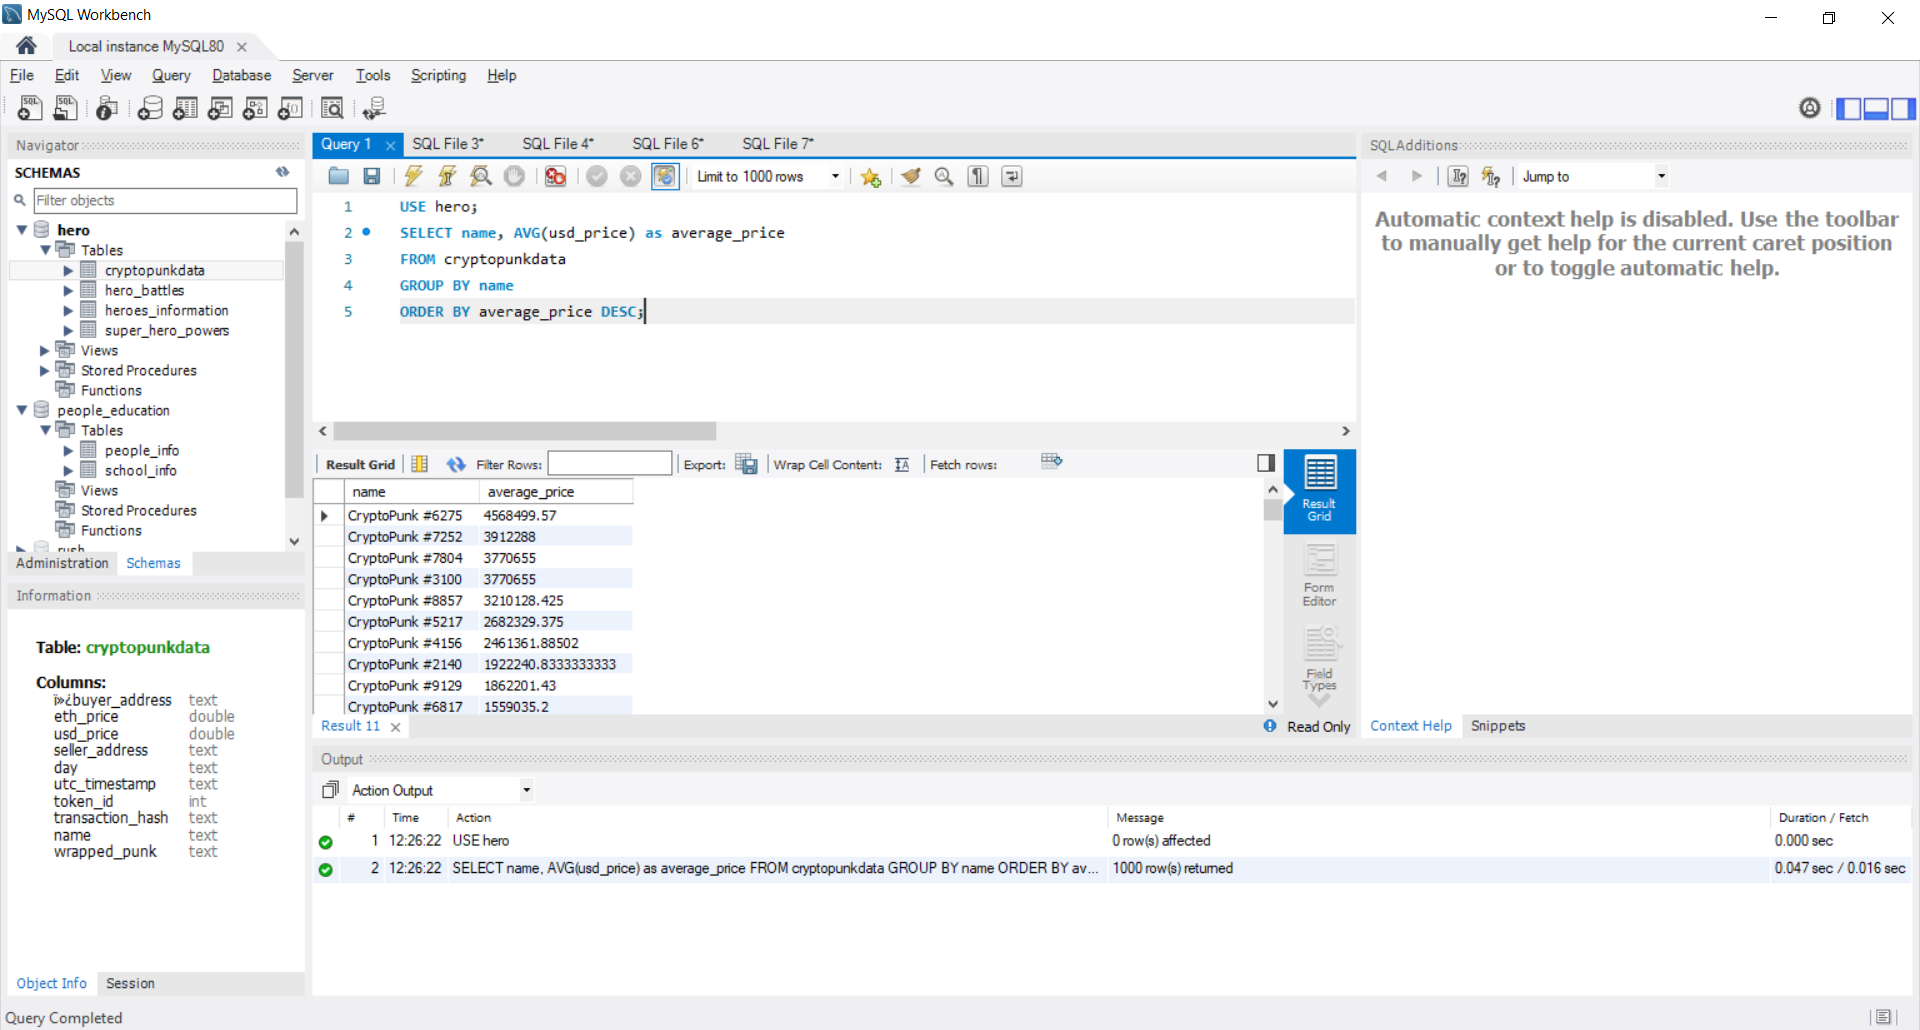 MySQL Workbench
Local instance MySQL80
File Edit View Query Database Server Tools Scripting Help
Navigator
SCHEMAS
Filter objects
hero
Tables
cryptopunkdata
hero_battles
heroes_information
super_hero_powers
Views
Stored Procedures
Functions
people_education
Tables
people_info
school_info
Views
Stored Procedures
Functions
rush
Administration Schemas
Information
Table: cryptopunkdata
Columns:
ï»¿buyer_address text
eth_price double
usd_price double
seller_address text
day text
utc_timestamp text
token_id int
transaction_hash text
name text
wrapped_punk text
Object Info Session
Query Completed
Query 1 SQL File 3* SQL File 4* SQL File 6* SQL File 7*
Limit to 1000 rows
1 USE hero;
2 SELECT name, AVG(usd_price) as average_price
3 FROM cryptopunkdata
4 GROUP BY name
5 ORDER BY average_price DESC;
Result Grid Filter Rows: Export: Wrap Cell Content: Fetch rows:
name average_price
CryptoPunk #6275 4568499.57
CryptoPunk #7252 3912288
CryptoPunk #7804 3770655
CryptoPunk #3100 3770655
CryptoPunk #8857 3210128.425
CryptoPunk #5217 2682329.375
CryptoPunk #4156 2461361.88502
CryptoPunk #2140 1922240.8333333333
CryptoPunk #9129 1862201.43
CryptoPunk #6817 1559035.2
Result Grid
Form Editor
Field Types
Result 11 Read Only
SQLAdditions
Jump to
Automatic context help is disabled. Use the toolbar
to manually get help for the current caret position
or to toggle automatic help.
Context Help Snippets
Output
Action Output
# Time Action Message Duration / Fetch
1 12:26:22 USE hero 0 row(s) affected 0.000 sec
2 12:26:22 SELECT name, AVG(usd_price) as average_price FROM cryptopunkdata GROUP BY name ORDER BY av... 1000 row(s) returned 0.047 sec / 0.016 sec